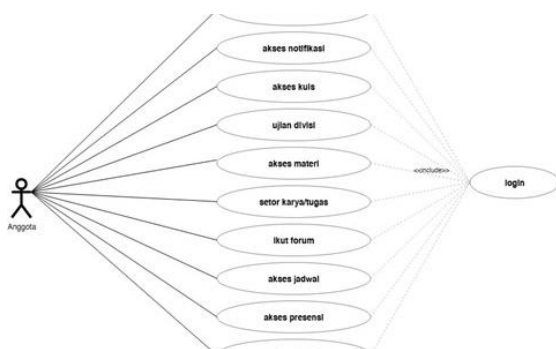 akses notifikasi
akses kuis
ujian divisi
akses materi
<<include>>
login
setor karya/tugas
Anggota
ikut forum
akses jadwal
akses presensi